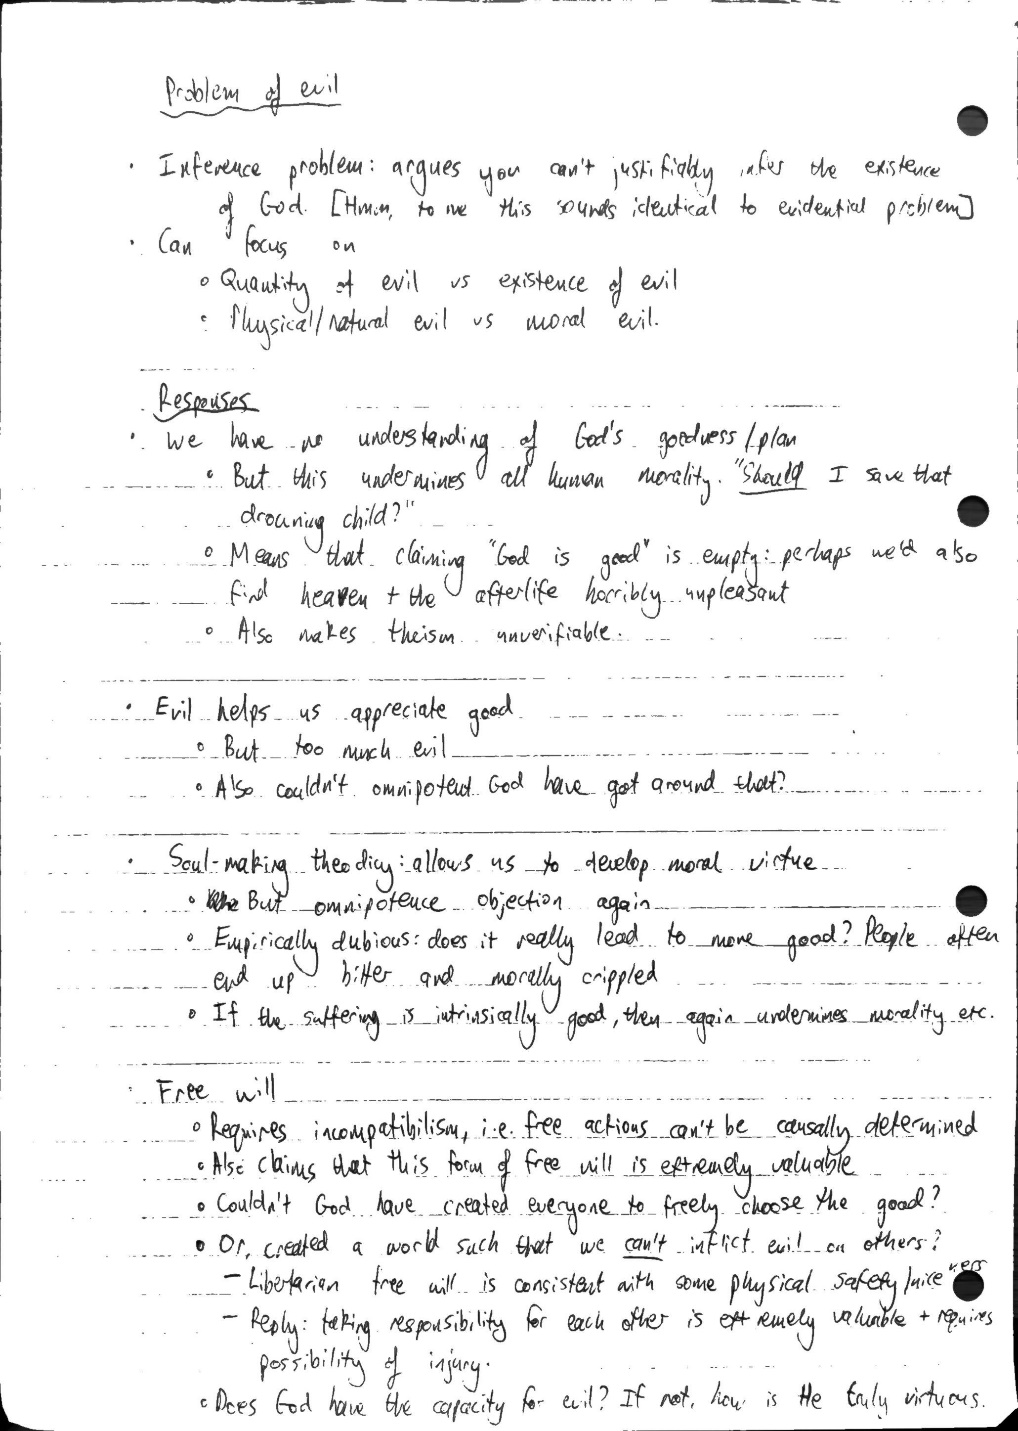 Problem of evil
· Inference problem: argues you can't justifiably infer the existence
of God. [Hmm, to me this sounds identical to evidential problem]
· Can focus on
o Quantity of evil vs existence of evil
o Physical/natural evil vs moral evil.
Responses
· We have no understanding of God's goodness/plan
o But this undermines all human morality. "Should I save that
drowning child?"
o Means that claiming "God is good" is empty: perhaps we'd also
find heaven + the afterlife horribly unpleasant
o Also makes theism unverifiable.
· Evil helps us appreciate good
o But too much evil
o Also couldn't omnipotent God have got around that?
· Soul-making theodicy: allows us to develop moral virtue
o But omnipotence objection again
o Empirically dubious: does it really lead to more good? People often
end up bitter and morally crippled
o If the suffering is intrinsically good, then again undermines morality etc.
· Free will
o Requires incompatibilism, i.e. free actions can't be causally determined
o Also claims that this form of free will is extremely valuable
o Couldn't God have created everyone to freely choose the good?
o Or, created a world such that we can't inflict evil on others?
– Libertarian free will is consistent with some physical safety/niceness
– Reply: taking responsibility for each other is extremely valuable + requires
possibility of injury.
o Does God have the capacity for evil? If not, how is He truly virtuous.